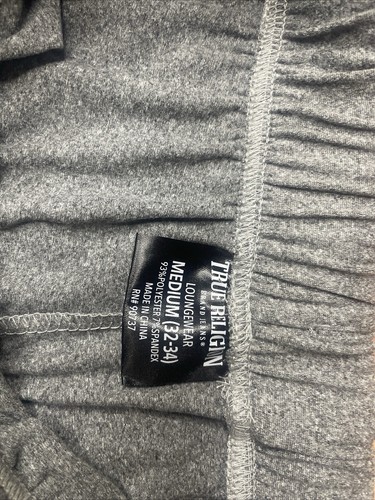 TRUE RELIGION
BRAND JEANS®
LOUNGEWEAR
MEDIUM (32-34)
93%POLYESTER 7%SPANDEX
MADE IN CHINA
RN# 90737